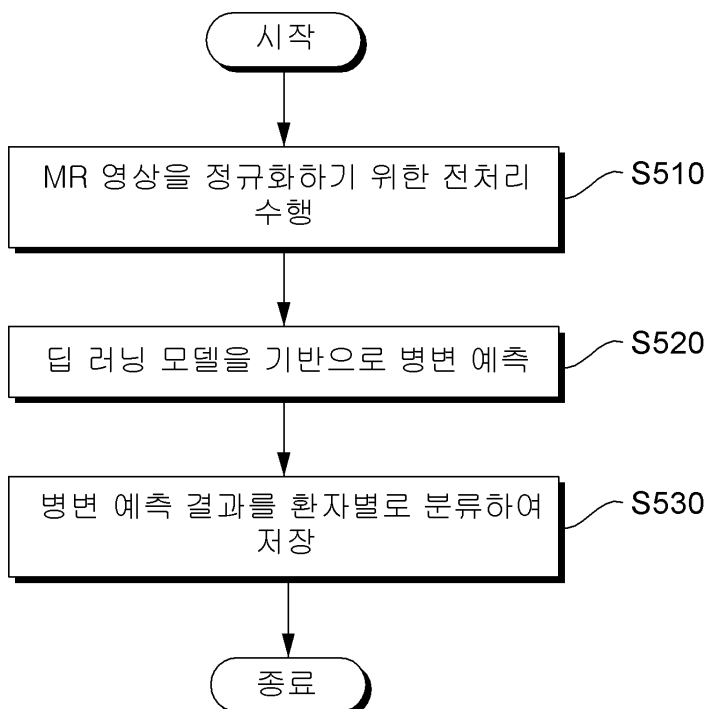 시작
MR 영상을 정규화하기 위한 전처리
수행
S510
딥 러닝 모델을 기반으로 병변 예측
S520
병변 예측 결과를 환자별로 분류하여
저장
S530
종료